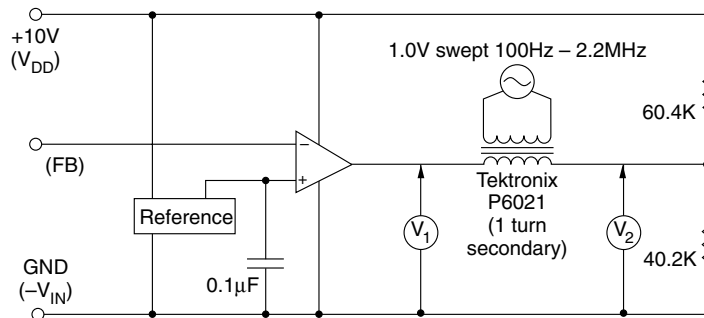 +10V
(VDD)
1.0V swept 100Hz – 2.2MHz
60.4K
(FB)
−
+
Tektronix
P6021
(1 turn
secondary)
Reference
V1
V2
GND
(–VIN)
0.1µF
40.2K